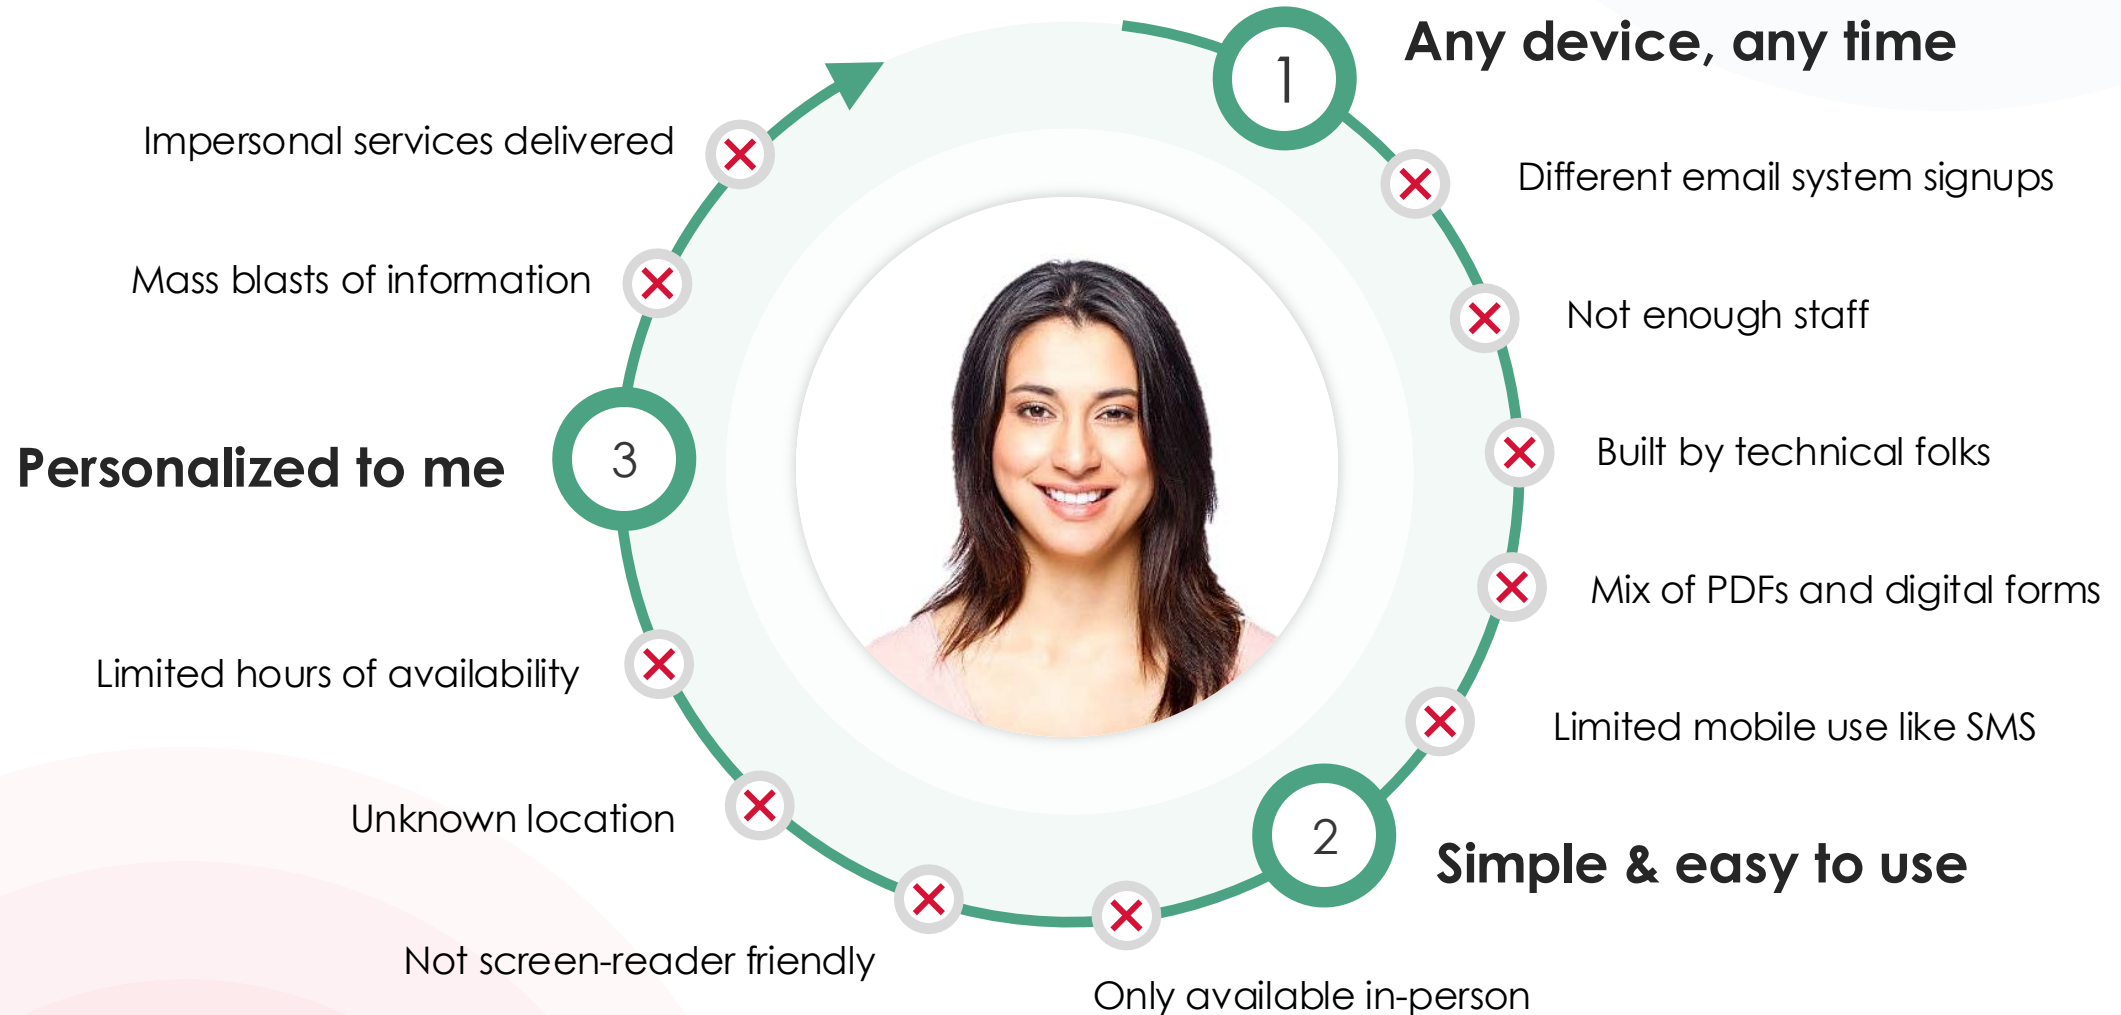 1
Any device, any time
Different email system signups
Not enough staff
Built by technical folks
Mix of PDFs and digital forms
Limited mobile use like SMS
2
Simple & easy to use
Only available in-person
Not screen-reader friendly
Unknown location
Limited hours of availability
3
Personalized to me
Mass blasts of information
Impersonal services delivered